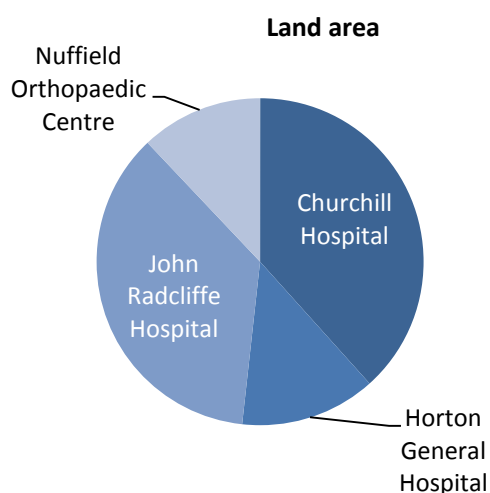 Land area
Nuffield
Orthopaedic
Centre
Churchill
Hospital
John
Radcliffe
Hospital
Horton
General
Hospital